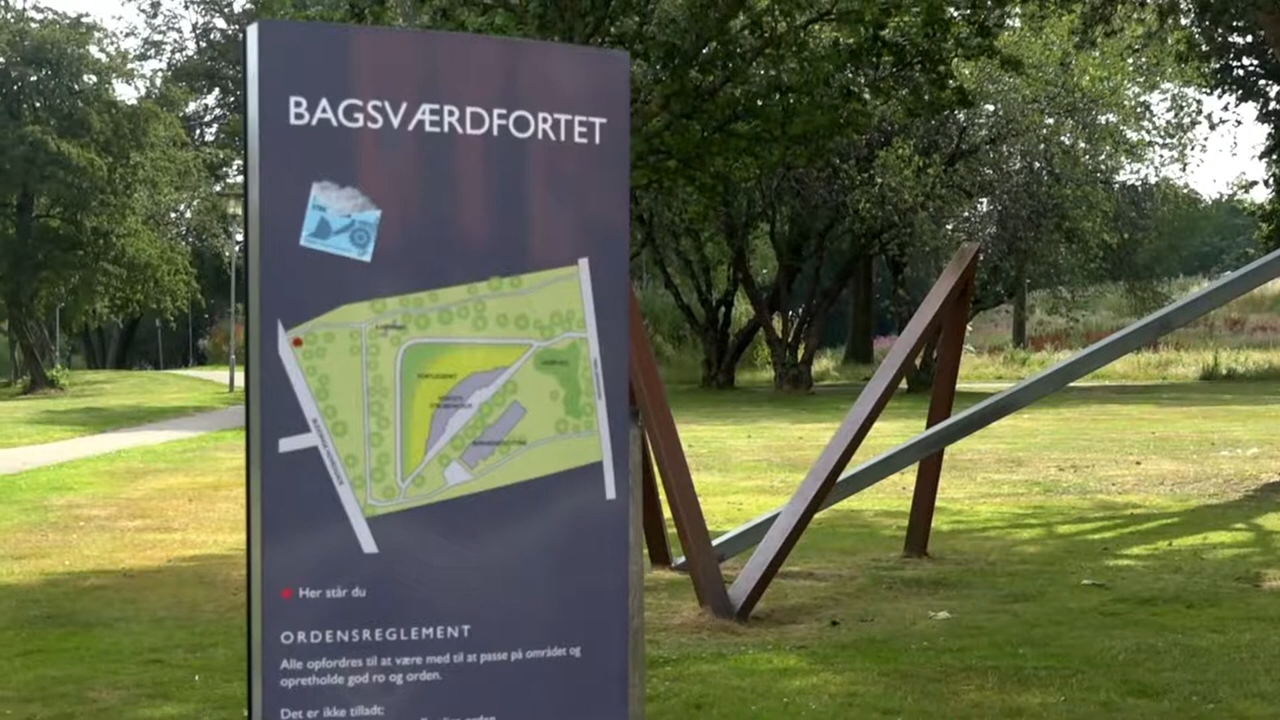 BAGSVÆRDFORTET
Her står du
ORDENSREGLEMENT
Alle opfordres til at være med til at passe på området og
opretholde god ro og orden.
Det er ikke tilladt: